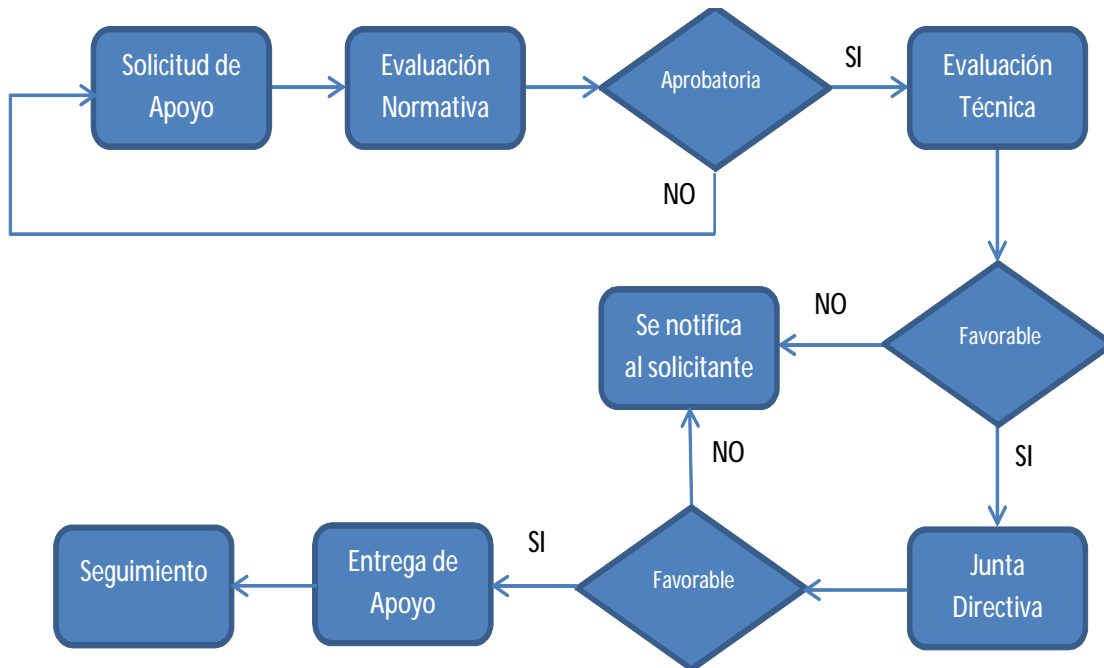 Solicitud de
Apoyo
Evaluación
Normativa
Aprobatoria
SI
Evaluación
Técnica
NO
Favorable
NO
Se notifica
al solicitante
SI
Junta
Directiva
Favorable
NO
SI
Entrega de
Apoyo
Seguimiento